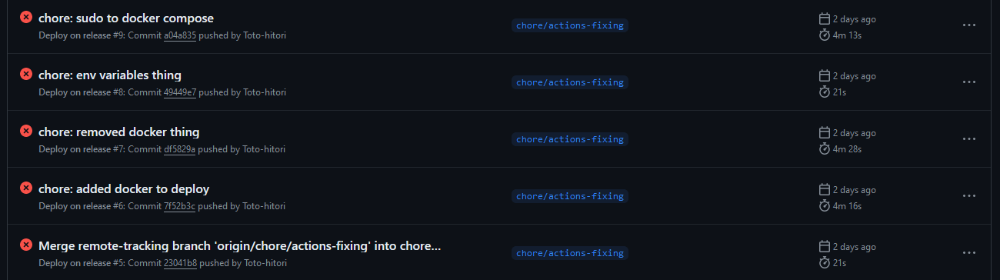 chore: sudo to docker compose
Deploy on release #9: Commit a04a835 pushed by Toto-hitori
chore/actions-fixing
2 days ago
4m 13s
chore: env variables thing
Deploy on release #8: Commit 49449e7 pushed by Toto-hitori
chore/actions-fixing
2 days ago
21s
chore: removed docker thing
Deploy on release #7: Commit df5829a pushed by Toto-hitori
chore/actions-fixing
2 days ago
4m 28s
chore: added docker to deploy
Deploy on release #6: Commit 7f52b3c pushed by Toto-hitori
chore/actions-fixing
2 days ago
4m 16s
Merge remote-tracking branch 'origin/chore/actions-fixing' into chore...
Deploy on release #5: Commit 23041b8 pushed by Toto-hitori
chore/actions-fixing
2 days ago
21s